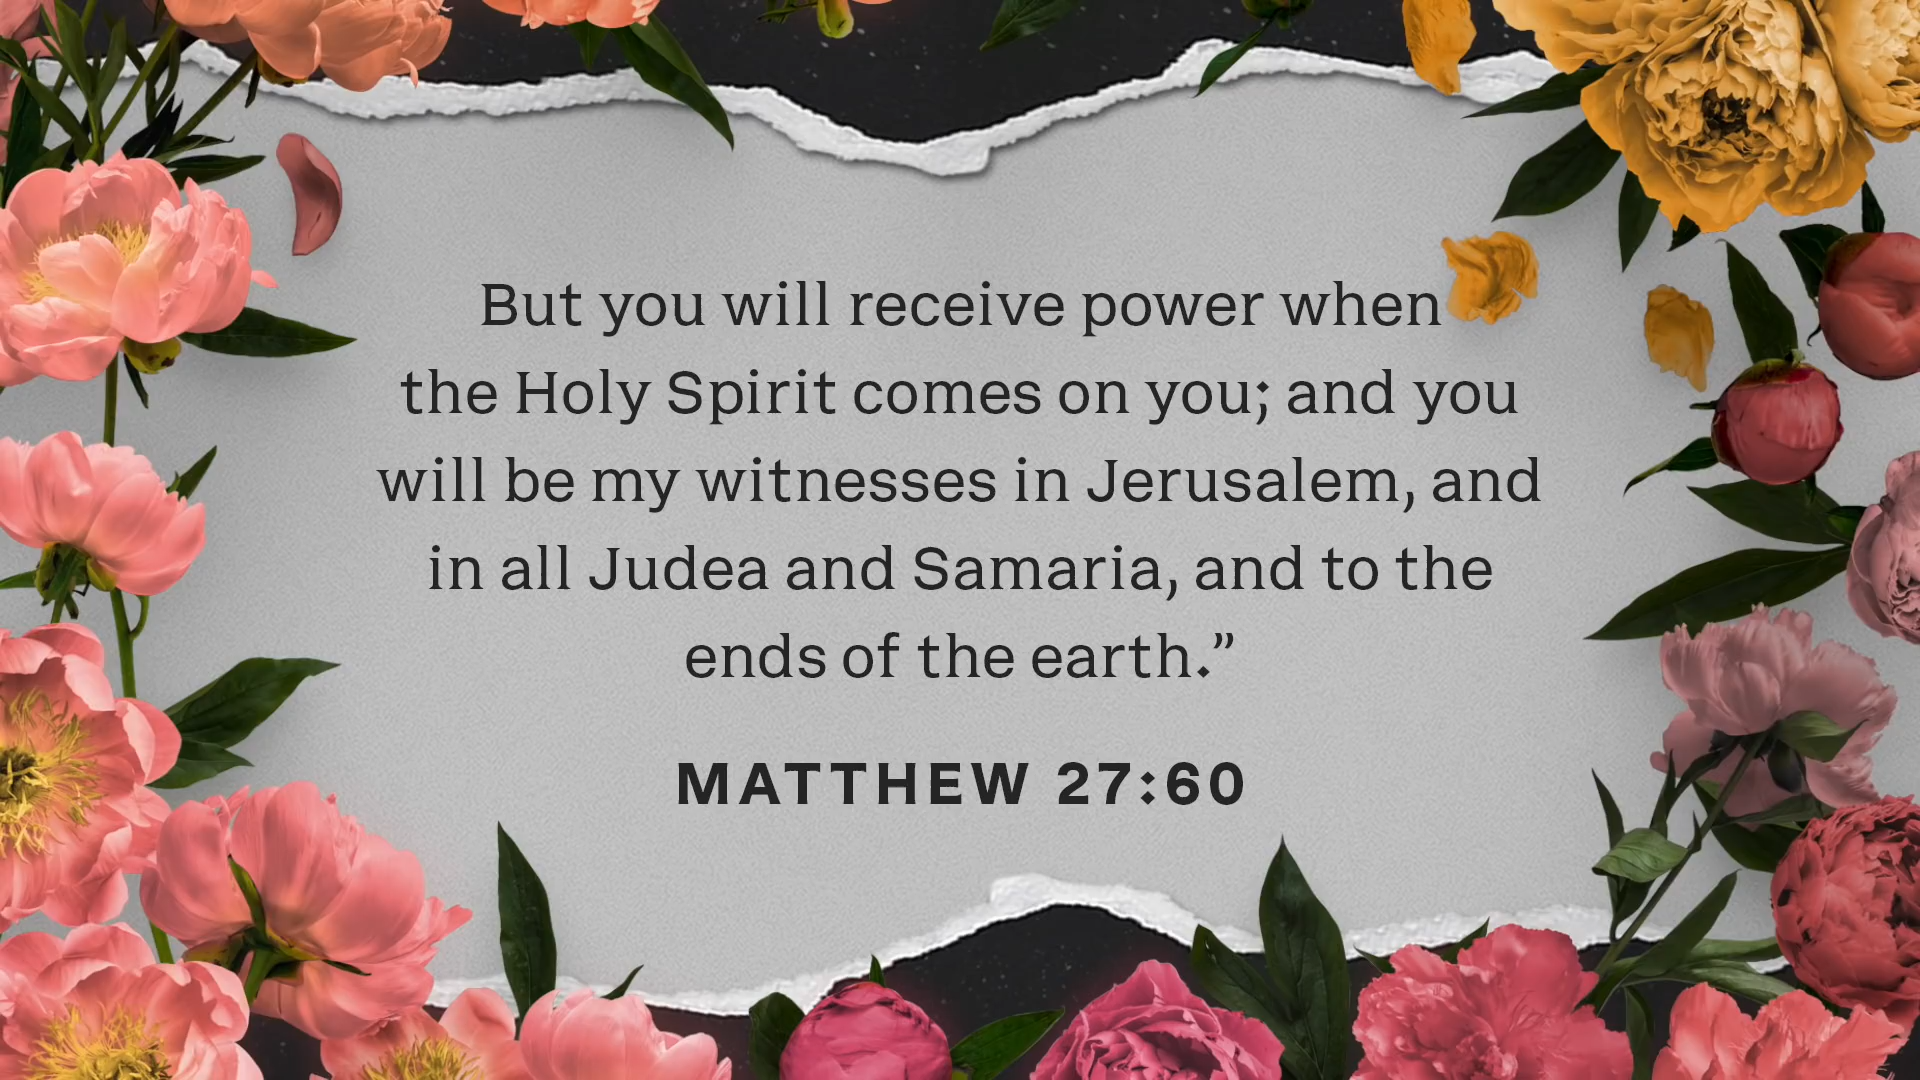 But you will receive power when
the Holy Spirit comes on you; and you
will be my witnesses in Jerusalem, and
in all Judea and Samaria, and to the
ends of the earth.”
MATTHEW 27:60